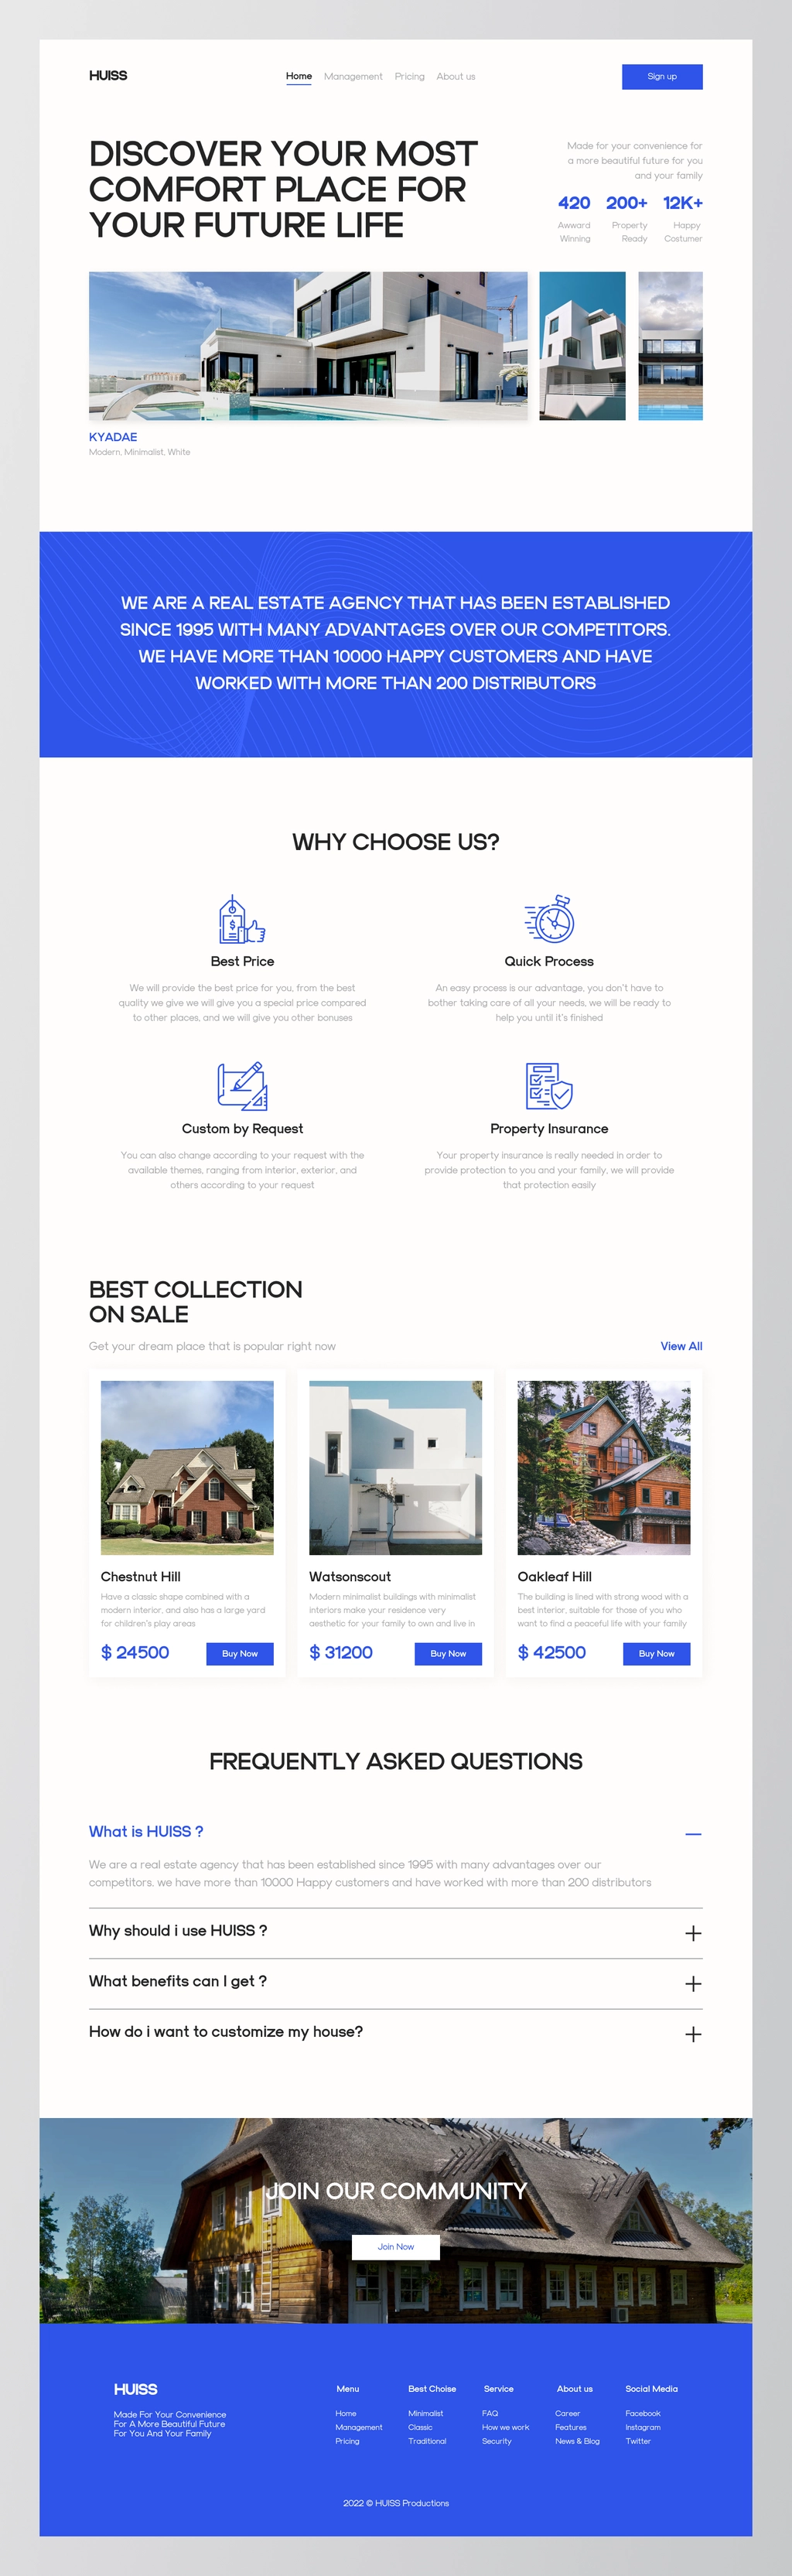 HUISS
Home Management Pricing About us
Sign up
DISCOVER YOUR MOST
COMFORT PLACE FOR
YOUR FUTURE LIFE
Made for your convenience for
a more beautiful future for you
and your family
420 200+ 12K+
Awward Property Happy
Winning Ready Costumer
KYADAE
Modern, Minimalist, White
WE ARE A REAL ESTATE AGENCY THAT HAS BEEN ESTABLISHED
SINCE 1995 WITH MANY ADVANTAGES OVER OUR COMPETITORS.
WE HAVE MORE THAN 10000 HAPPY CUSTOMERS AND HAVE
WORKED WITH MORE THAN 200 DISTRIBUTORS
WHY CHOOSE US?
Best Price
We will provide the best price for you, from the best
quality we give we will give you a special price compared
to other places, and we will give you other bonuses
Quick Process
An easy process is our advantage, you don't have to
bother taking care of all your needs, we will be ready to
help you until it's finished
Custom by Request
You can also change according to your request with the
available themes, ranging from interior, exterior, and
others according to your request
Property Insurance
Your property insurance is really needed in order to
provide protection to you and your family, we will provide
that protection easily
BEST COLLECTION
ON SALE
Get your dream place that is popular right now
View All
Chestnut Hill
Have a classic shape combined with a
modern interior, and also has a large yard
for children's play areas
$ 24500
Buy Now
Watsonscout
Modern minimalist buildings with minimalist
interiors make your residence very
aesthetic for your family to own and live in
$ 31200
Buy Now
Oakleaf Hill
The building is lined with strong wood with a
best interior, suitable for those of you who
want to find a peaceful life with your family
$ 42500
Buy Now
FREQUENTLY ASKED QUESTIONS
What is HUISS ?
We are a real estate agency that has been established since 1995 with many advantages over our
competitors. we have more than 10000 Happy customers and have worked with more than 200 distributors
Why should i use HUISS ?
What benefits can I get ?
How do i want to customize my house?
JOIN OUR COMMUNITY
Join Now
HUISS
Made For Your Convenience
For A More Beautiful Future
For You And Your Family
Menu
Home
Management
Pricing
Best Choise
Minimalist
Classic
Traditional
Service
FAQ
How we work
Security
About us
Career
Features
News & Blog
Social Media
Facebook
Instagram
Twitter
2022 © HUISS Productions